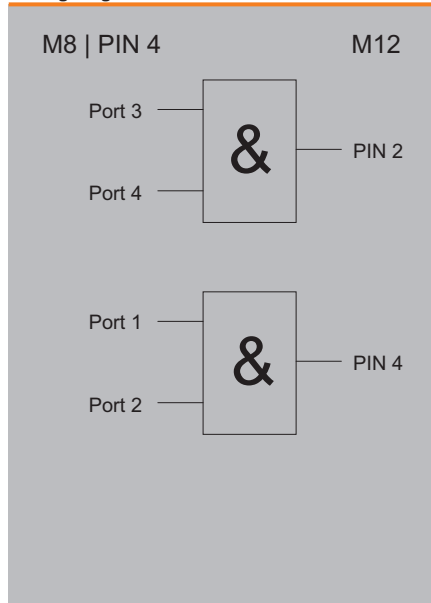 M8 | PIN 4 M12
Port 3
& PIN 2
Port 4
Port 1
& PIN 4
Port 2